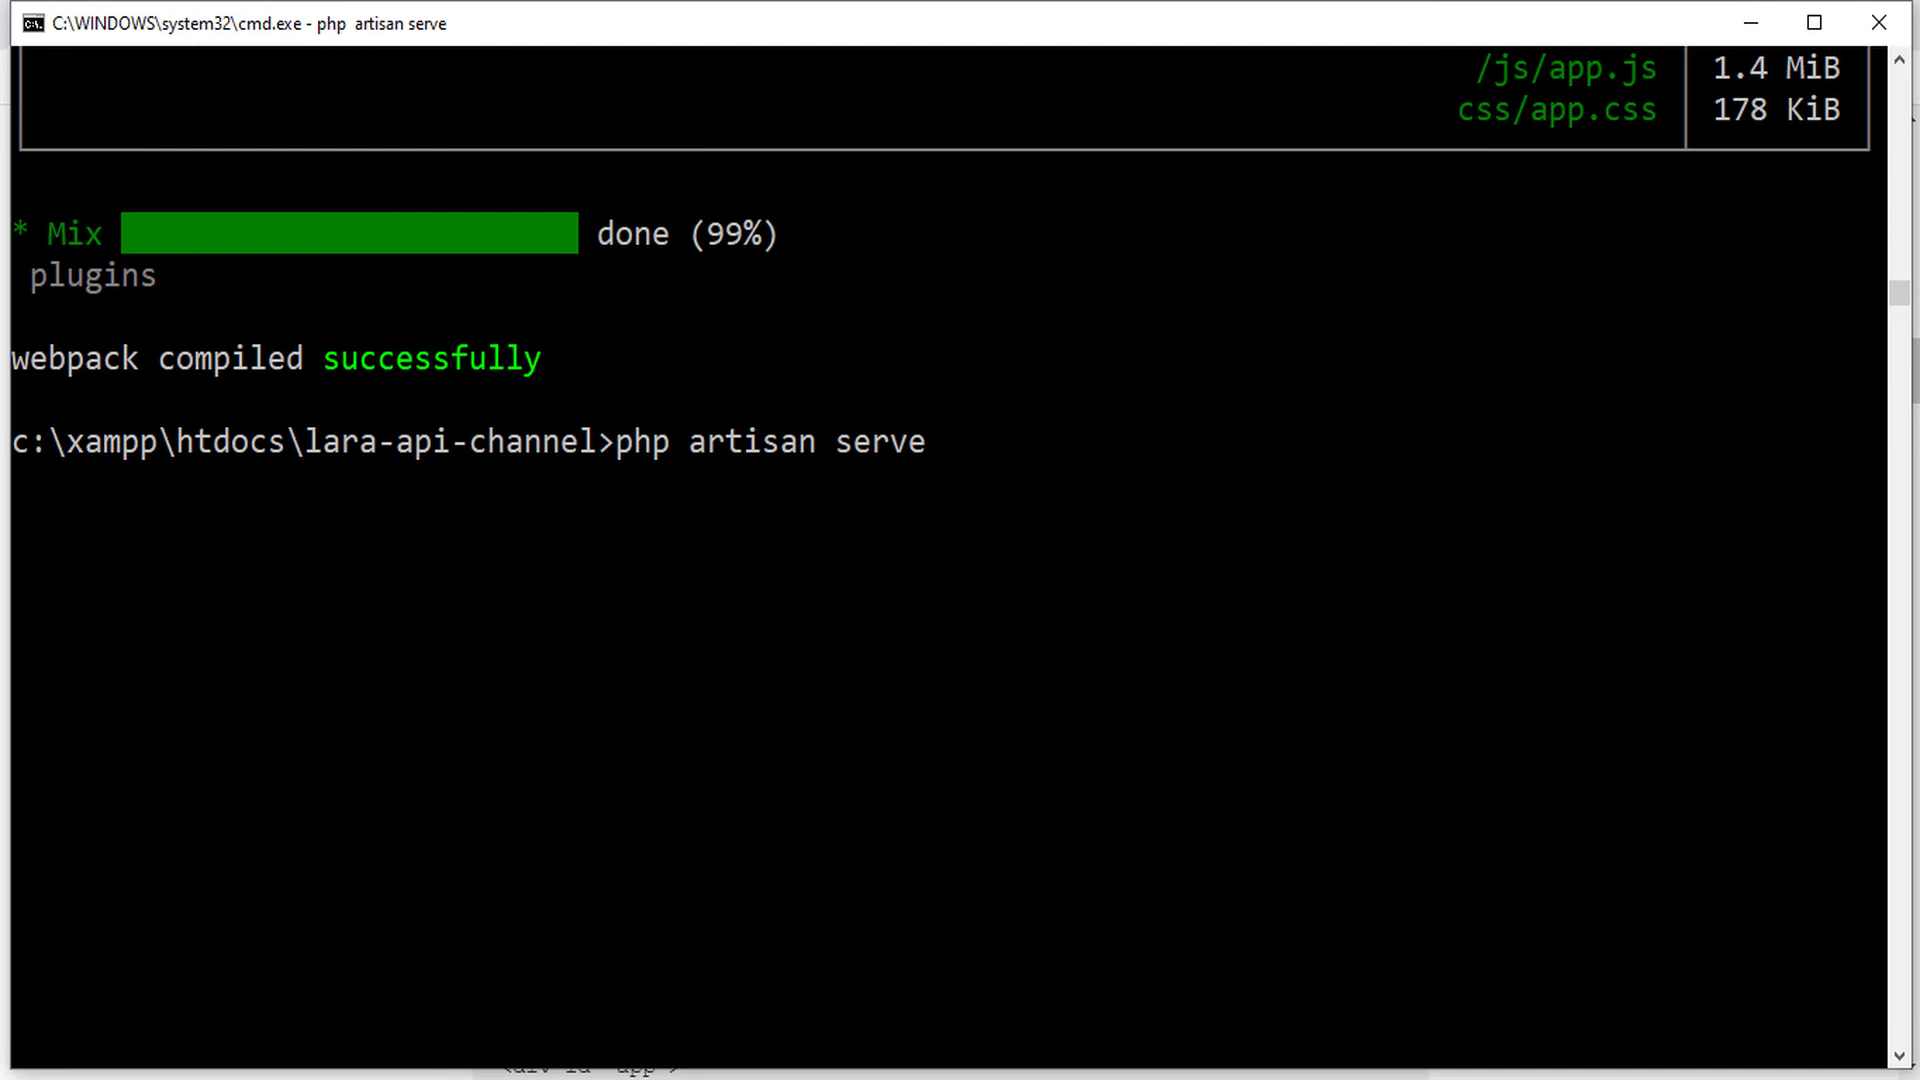 C:\WINDOWS\system32\cmd.exe - php  artisan serve
/js/app.js 1.4 MiB
css/app.css 178 KiB
* Mix done (99%)
plugins
webpack compiled successfully
c:\xampp\htdocs\lara-api-channel>php artisan serve